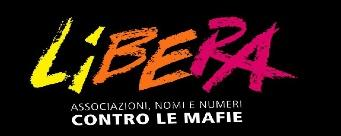 LiBERA
ASSOCIAZIONI, NOMI E NUMERI
CONTRO LE MAFIE